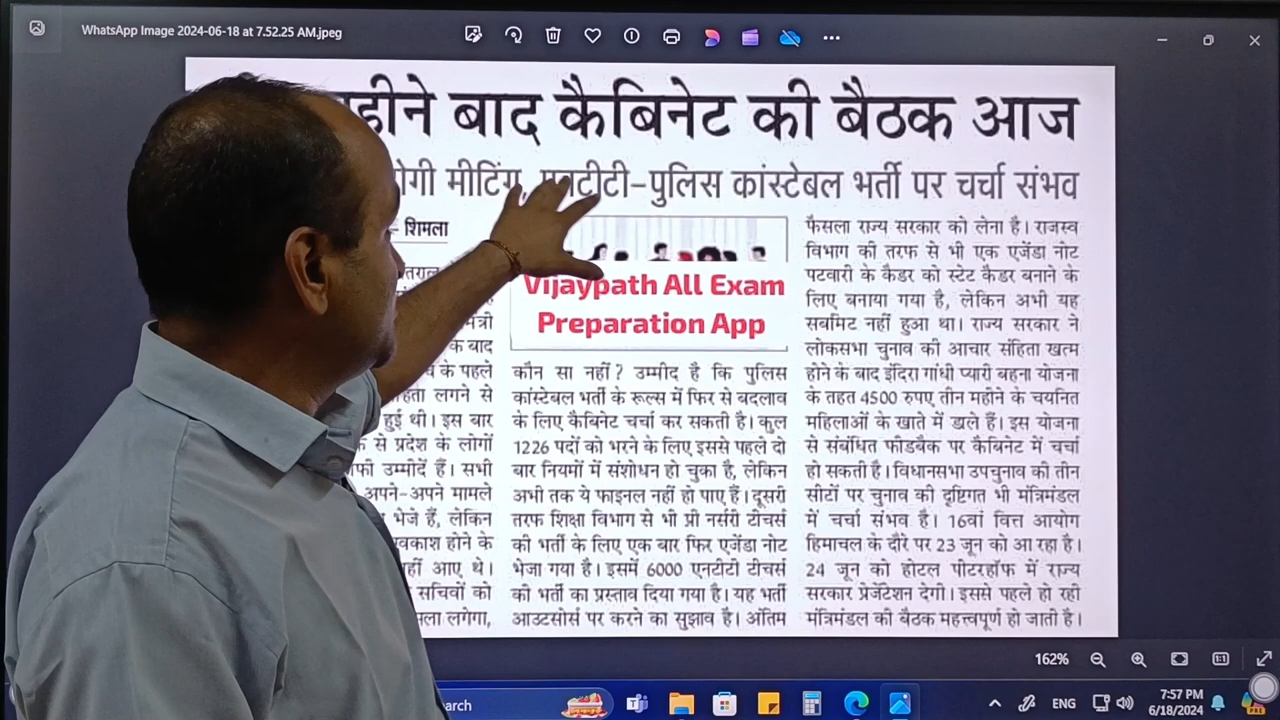 WhatsApp Image 2024-06-18 at 7.52.25 AM.jpeg
बाद कैबिनेट की बैठक आज
मीटिंग, पुलिस कांस्टेबल भर्ती पर चर्चा संभव
शिमला
के बाद
के पहले
लगने से
हुई थी। इस बार
से प्रदेश के लोगों
उम्मीदें हैं। सभी
अपने-अपने मामले
भेजे हैं, लेकिन
होने के
आए थे।
सचिवों को
लगेगा,
Vijaypath All Exam
Preparation App
कौन सा नहीं? उम्मीद है कि पुलिस
कांस्टेबल भर्ती के रूल्स में फिर से बदलाव
के लिए कैबिनेट चर्चा कर सकती है। कुल
1226 पदों को भरने के लिए इससे पहले दो
बार नियमों में संशोधन हो चुका है, लेकिन
अभी तक ये फाइनल नहीं हो पाए हैं। दूसरी
तरफ शिक्षा विभाग से भी प्री नर्सरी टीचर्स
की भर्ती के लिए एक बार फिर एजेंडा नोट
भेजा गया है। इसमें 6000 एनटीटी टीचर्स
की भर्ती का प्रस्ताव दिया गया है। यह भर्ती
आउटसोर्स पर करने का सुझाव है। अंतिम
फैसला राज्य सरकार को लेना है। राजस्व
विभाग की तरफ से भी एक एजेंडा नोट
पटवारी के कैडर को स्टेट कैडर बनाने के
लिए बनाया गया है, लेकिन अभी यह
सबमिट नहीं हुआ था। राज्य सरकार ने
लोकसभा चुनाव की आचार संहिता खत्म
होने के बाद इंदिरा गांधी प्यारी बहना योजना
के तहत 4500 रुपए तीन महीने के चयनित
महिलाओं के खाते में डाले हैं। इस योजना
से संबंधित फीडबैक पर कैबिनेट में चर्चा
हो सकती है। विधानसभा उपचुनाव की तीन
सीटों पर चुनाव की दृष्टिगत भी मंत्रिमंडल
में चर्चा संभव है। 16वां वित्त आयोग
हिमाचल के दौरे पर 23 जून को आ रहा है।
24 जून को होटल पीटरहॉफ में राज्य
सरकार प्रेजेंटेशन देगी। इससे पहले हो रही
मंत्रिमंडल की बैठक महत्त्वपूर्ण हो जाती है।
162%
ENG
7:57 PM
6/18/2024
PRE